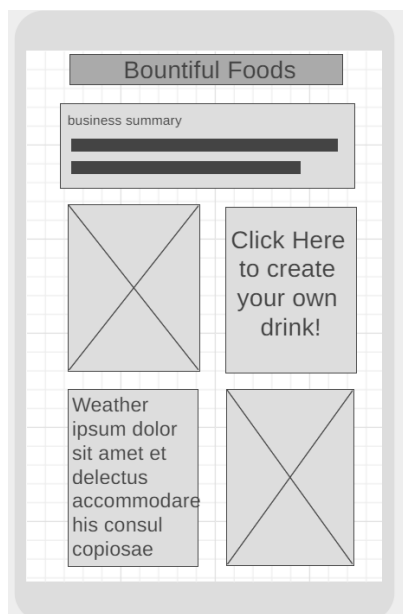 Bountiful Foods
business summary
Click Here
to create
your own
drink!
Weather
ipsum dolor
sit amet et
delectus
accommodare
his consul
copiosae